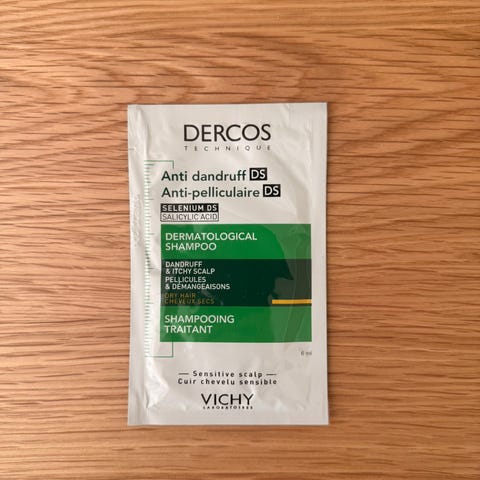 DERCOS
TECHNIQUE
Anti dandruff DS
Anti-pelliculaire DS
SELENIUM DS
SALICYLIC ACID
DERMATOLOGICAL
SHAMPOO
DANDRUFF
& ITCHY SCALP
PELLICULES
& DÉMANGEAISONS
DRY HAIR
CHEVEUX SECS
SHAMPOOING
TRAITANT
6 ml
— Sensitive scalp —
Cuir chevelu sensible
VICHY
LABORATOIRES